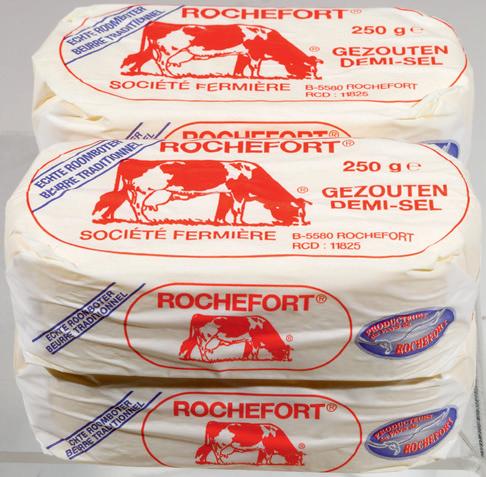 ROCHEFORT®
ECHTE ROOMBOTER
BEURRE TRADITIONNEL
250 g e
GEZOUTEN
DEMI-SEL
SOCIÉTÉ FERMIÈRE
B-5580 ROCHEFORT
RCD : 11825
ROCHEFORT®
ROCHEFORT®
ECHTE ROOMBOTER
BEURRE TRADITIONNEL
250 g e
®
GEZOUTEN
DEMI-SEL
SOCIÉTÉ FERMIÈRE
B-5580 ROCHEFORT
RCD : 11825
ECHTE ROOMBOTER
BEURRE TRADITIONNEL
ROCHEFORT®
®
ROCHEFORT
ECHTE ROOMBOTER
BEURRE TRADITIONNEL
ROCHEFORT®
®
ROCHEFORT